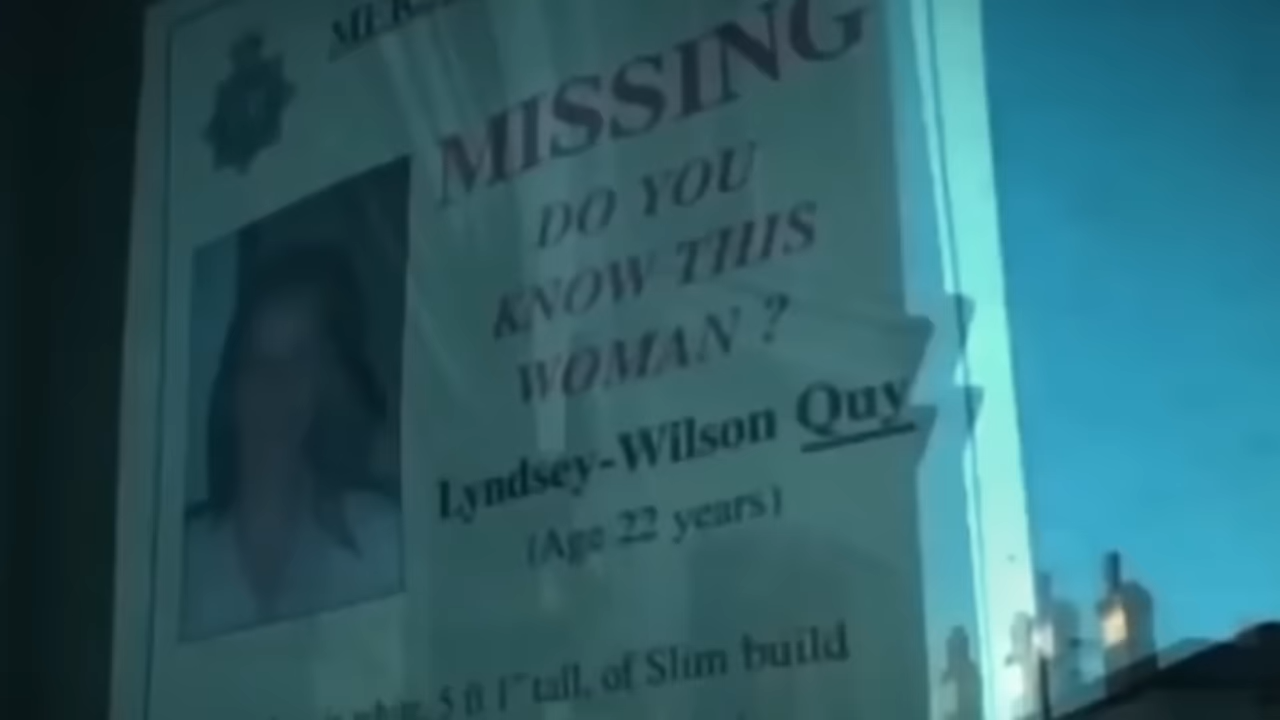 MISSING
DO YOU
KNOW THIS
WOMAN ?
Lyndsey-Wilson Quy
(Age 22 years)
5 ft 1" tall, of Slim build